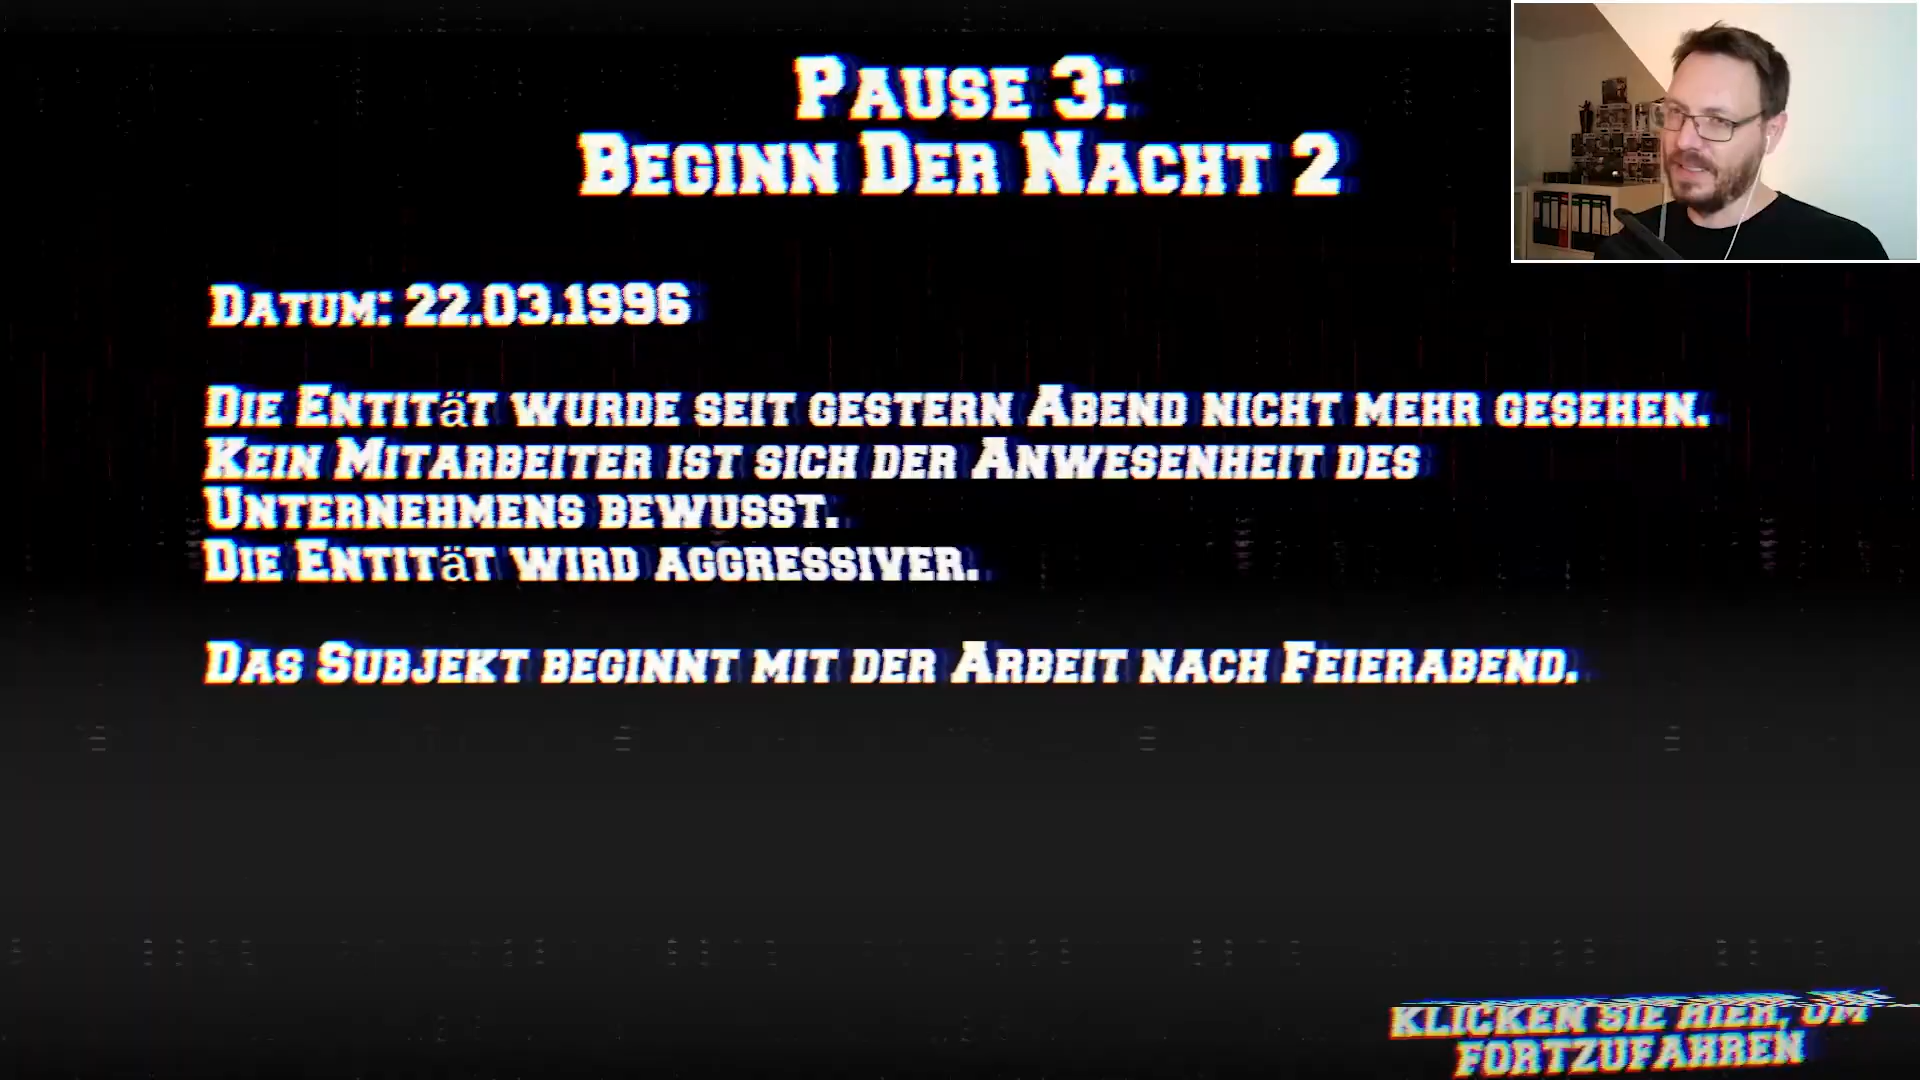 Pause 3:
Beginn Der Nacht 2
Datum: 22.03.1996
Die Entität wurde seit gestern Abend nicht mehr gesehen.
Kein Mitarbeiter ist sich der Anwesenheit des
Unternehmens bewusst.
Die Entität wird aggressiver.
Das Subjekt beginnt mit der Arbeit nach Feierabend.
KLICKEN SIE HIER, UM
FORTZUFAHREN